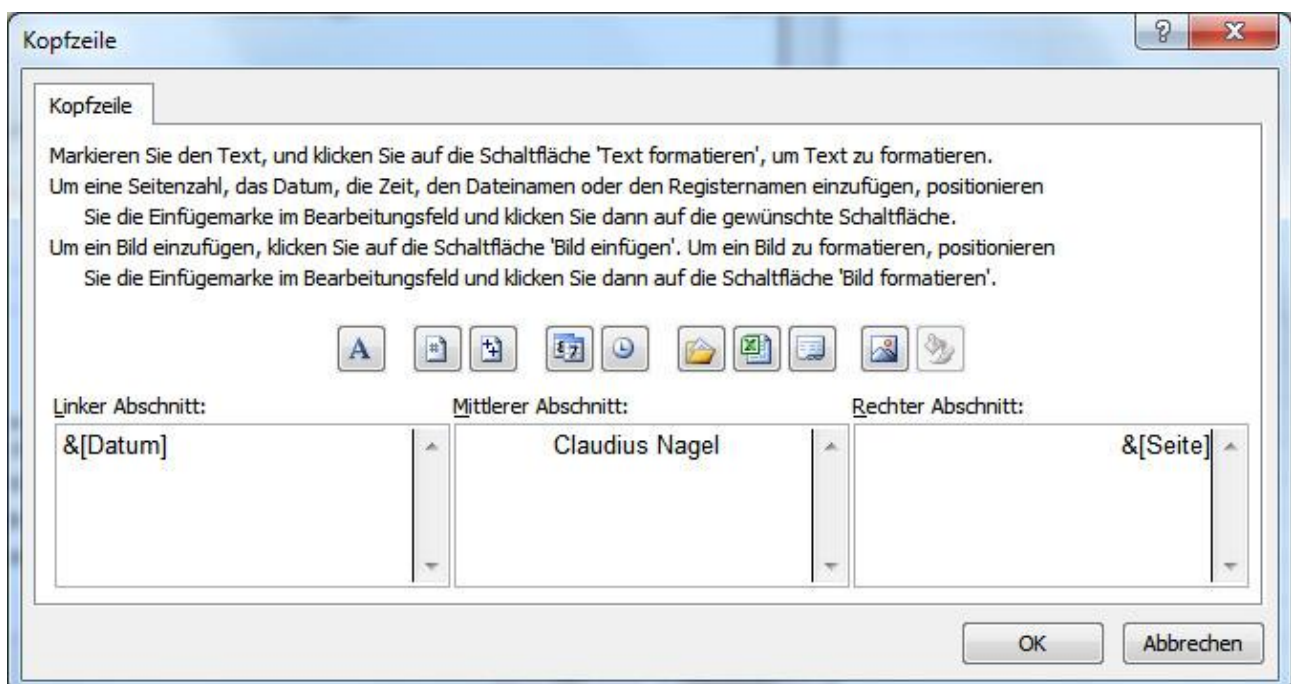 Kopfzeile
Kopfzeile
Markieren Sie den Text, und klicken Sie auf die Schaltfläche 'Text formatieren', um Text zu formatieren.
Um eine Seitenzahl, das Datum, die Zeit, den Dateinamen oder den Registernamen einzufügen, positionieren
Sie die Einfügemarke im Bearbeitungsfeld und klicken Sie dann auf die gewünschte Schaltfläche.
Um ein Bild einzufügen, klicken Sie auf die Schaltfläche 'Bild einfügen'. Um ein Bild zu formatieren, positionieren
Sie die Einfügemarke im Bearbeitungsfeld und klicken Sie dann auf die Schaltfläche 'Bild formatieren'.
A
Linker Abschnitt: Mittlerer Abschnitt: Rechter Abschnitt:
&[Datum] Claudius Nagel &[Seite]
OK Abbrechen